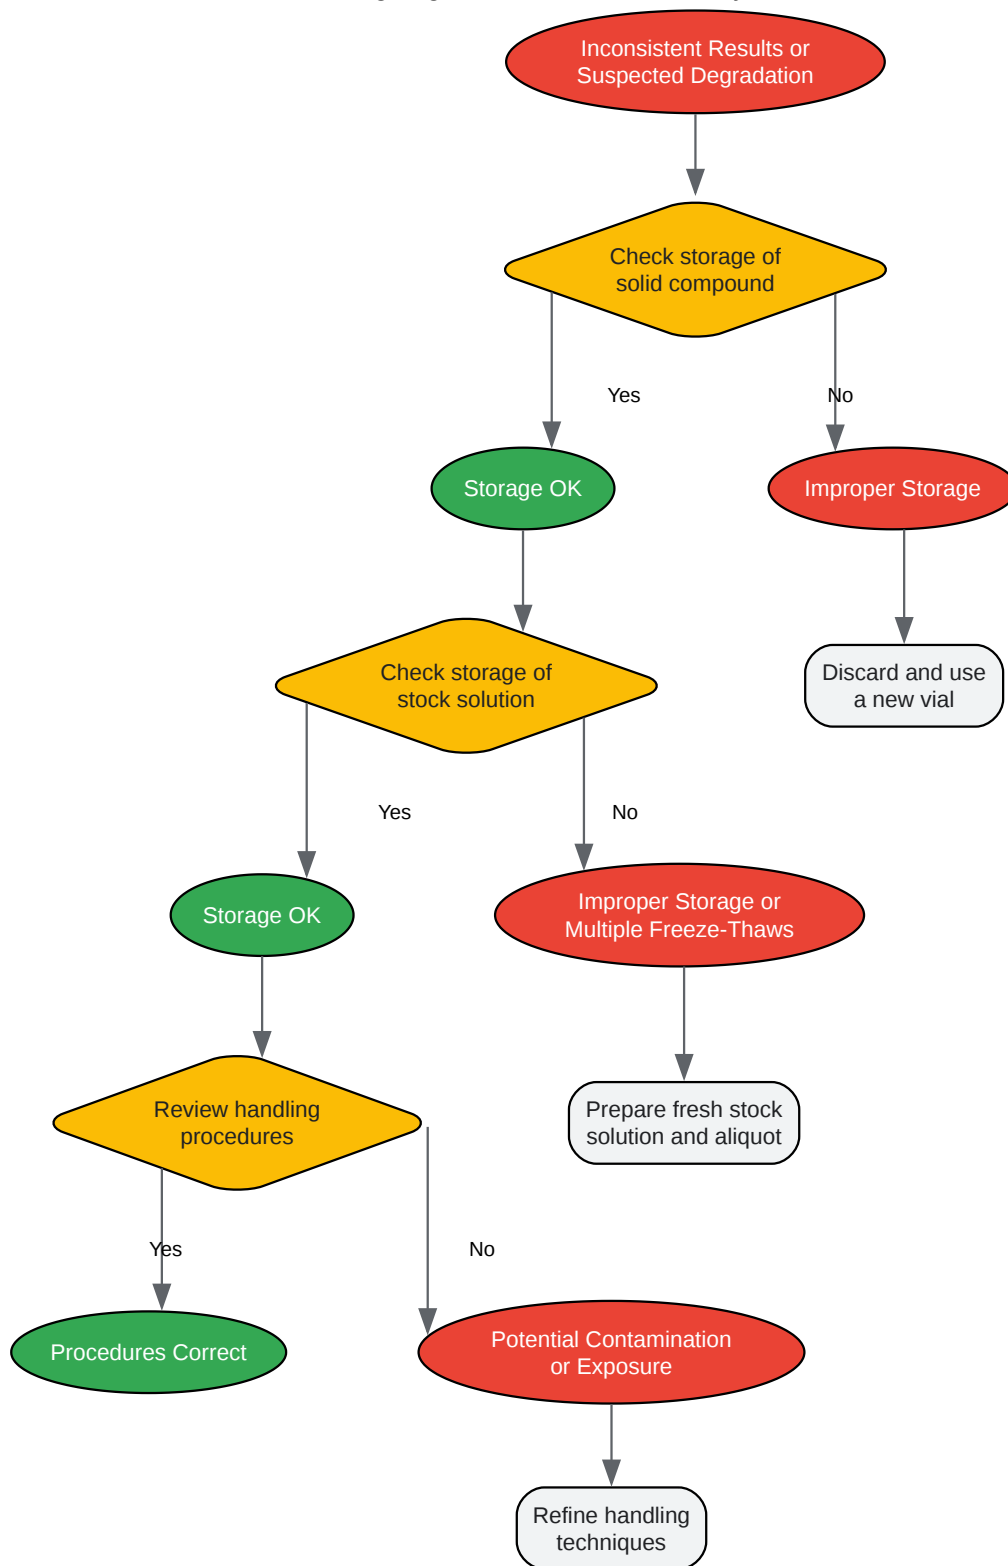 Inconsistent Results or
Suspected Degradation
Check storage of
solid compound
Yes
No
Storage OK
Improper Storage
Check storage of
stock solution
Discard and use
a new vial
Yes
No
Storage OK
Improper Storage or
Multiple Freeze-Thaws
Review handling
procedures
Prepare fresh stock
solution and aliquot
Yes
No
Procedures Correct
Potential Contamination
or Exposure
Refine handling
techniques